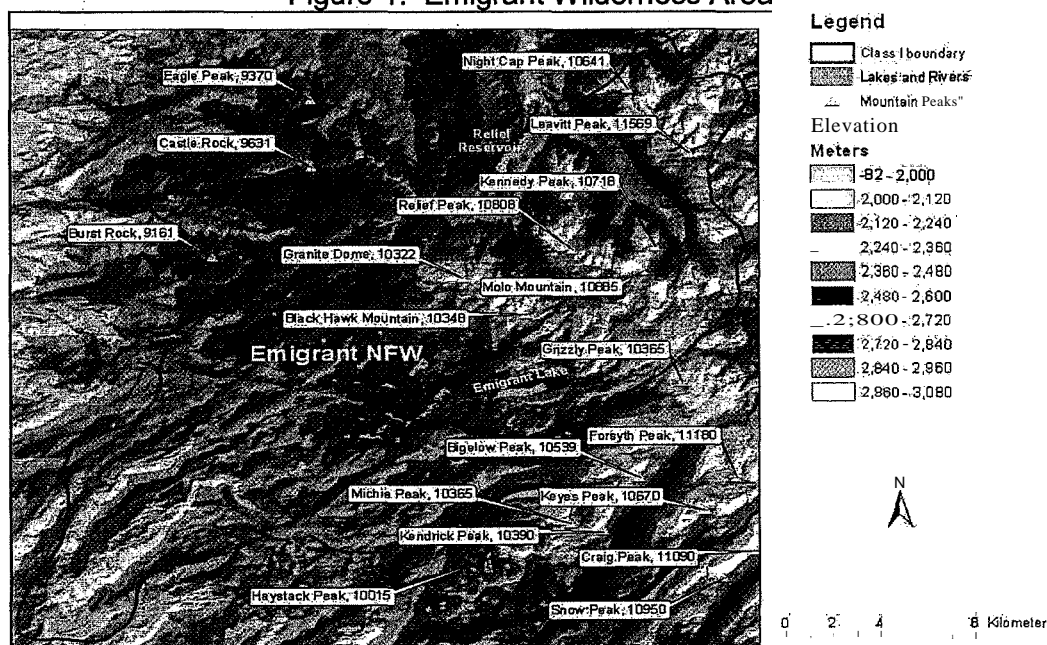 Figure 1. Emigrant Wilderness Area
Night Cap Peak, 10641
Eagle Peak, 9370
Leavitt Peak, 11569
Relief
Reservoir
Castle Rock, 9631
Kennedy Peak, 10718
Relief Peak, 10808
Burst Rock, 9161
Granite Dome, 10322
Molo Mountain, 10885
Black Hawk Mountain, 10348
Emigrant NFW
Grizzly Peak, 10365
Emigrant Lake
Forsyth Peak, 11180
Bigelow Peak, 10539
Michie Peak, 10365
Keyes Peak, 10670
Kendrick Peak, 10390
Craig Peak, 11090
Haystack Peak, 10015
Snow Peak, 10950
Legend
Class I boundary
Lakes and Rivers
Mountain Peaks"
Elevation
Meters
-82 - 2,000
2,000 - 2,120
2,120 - 2,240
2,240 - 2,360
2,360 - 2,480
2,480 - 2,600
2;800 - 2,720
2,720 - 2,840
2,840 - 2,960
2,960 - 3,080
N
0 2 4 8 Kilometer